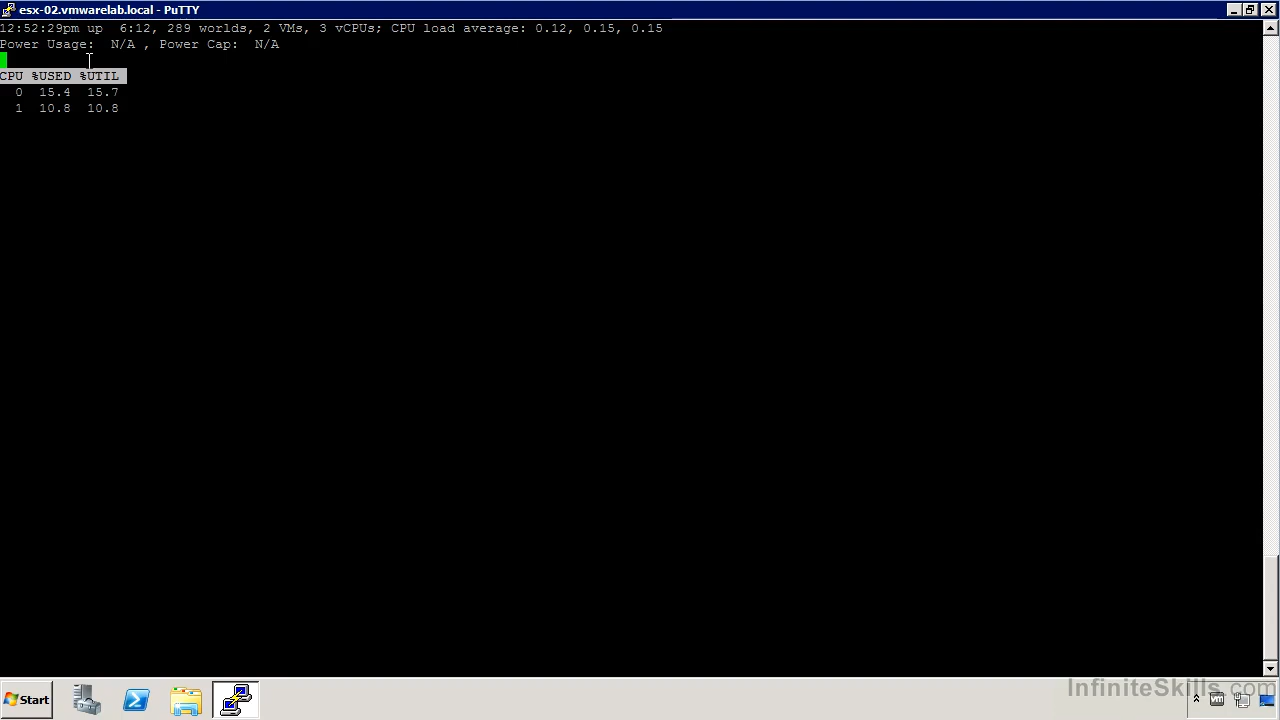 esx-02.vmwarelab.local - PuTTY
12:52:29pm up  6:12, 289 worlds, 2 VMs, 3 vCPUs; CPU load average: 0.12, 0.15, 0.15
Power Usage:  N/A , Power Cap:  N/A
CPU %USED %UTIL
0  15.4  15.7
1  10.8  10.8
InfiniteSkills.com
Start